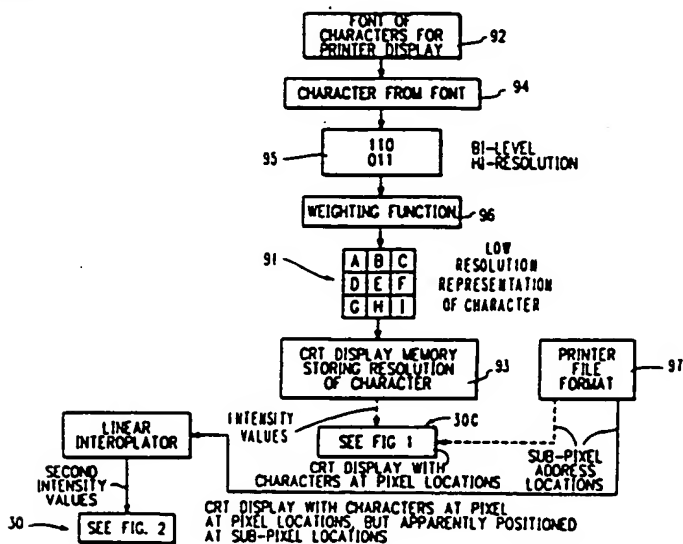 FONT OF
CHARACTERS FOR
PRINTER DISPLAY
92
CHARACTER FROM FONT
94
95
110
011
BI-LEVEL
HI-RESOLUTION
WEIGHTING FUNCTION
96
91
A B C
D E F
G H I
LOW
RESOLUTION
REPRESENTATION
OF CHARACTER
CRT DISPLAY MEMORY
STORING RESOLUTION
OF CHARACTER
93
PRINTER
FILE
FORMAT
97
INTENSITY
VALUES
30C
LINEAR
INTEROPLATOR
SEE FIG 1
CRT DISPLAY WITH
CHARACTERS AT PIXEL LOCATIONS
SUB-PIXEL
ADDRESS
LOCATIONS
SECOND
INTENSITY
VALUES
30
SEE FIG. 2
CRT DISPLAY WITH CHARACTERS AT PIXEL
AT PIXEL LOCATIONS, BUT APPARENTLY POSITIONED
AT SUB-PIXEL LOCATIONS